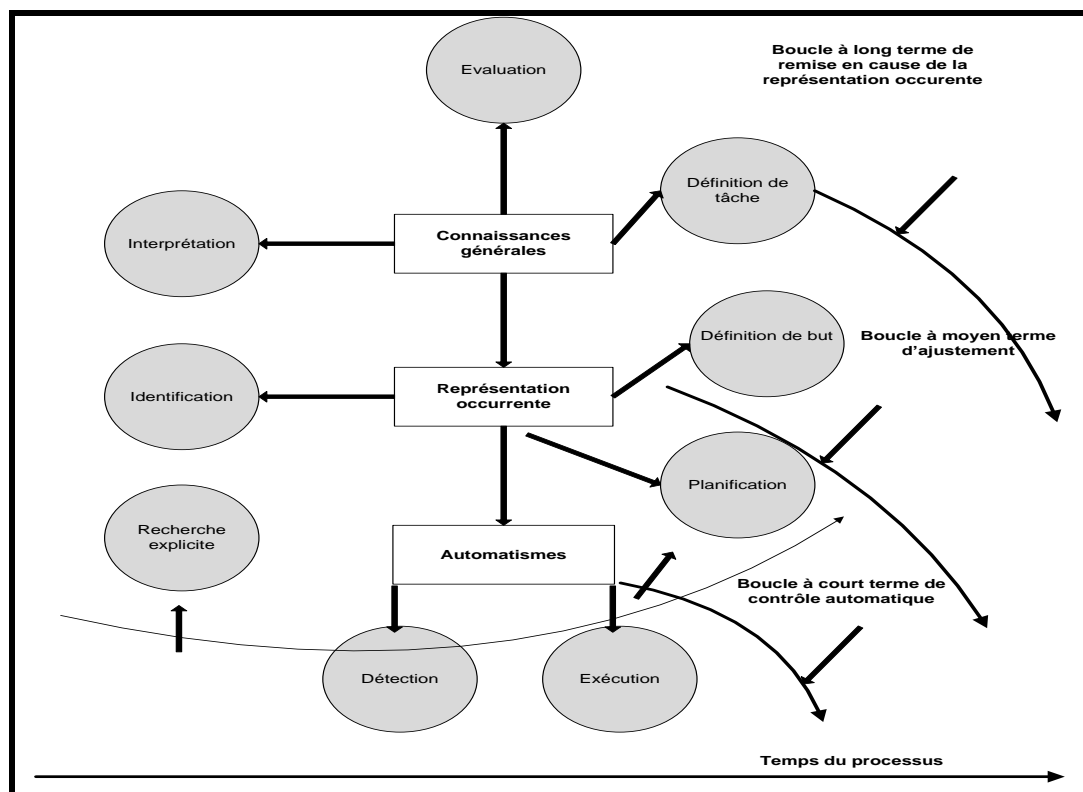 Evaluation
Boucle à long terme de
remise en cause de la
représentation occurente
Définition de
tâche
Interprétation
Connaissances
générales
Définition de but
Boucle à moyen terme
d'ajustement
Identification
Représentation
occurrente
Planification
Recherche
explicite
Automatismes
Boucle à court terme de
contrôle automatique
Détection
Exécution
Temps du processus